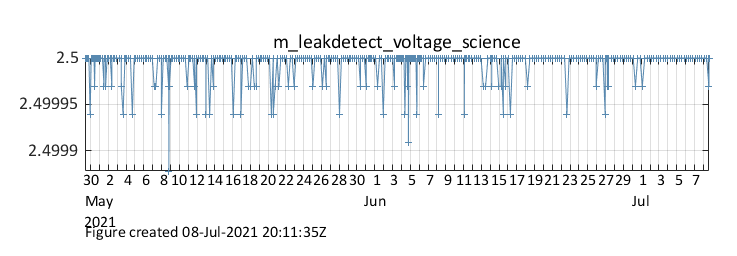 m_leakdetect_voltage_science
2.5
2.49995
2.4999
30 2 4 6 8 10 12 14 16 18 20 22 24 26 28 30 1 3 5 7 9 11 13 15 17 19 21 23 25 27 29 1 3 5 7
May Jun Jul
2021
Figure created 08-Jul-2021 20:11:35Z